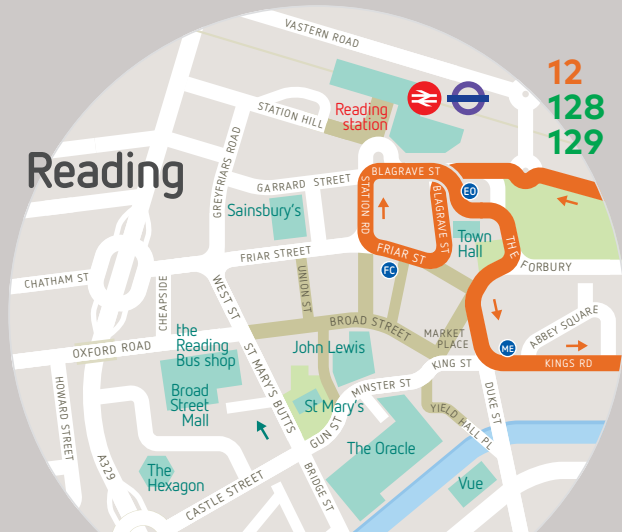 VASTERN ROAD
12
128
129
STATION HILL
Reading
station
Reading
GREYFRIARS ROAD
GARRARD STREET
BLAGRAVE ST
EO
STATION RD
BLAGRAVE ST
Sainsbury's
Town
Hall
THE
FORBURY
FRIAR STREET
FRIAR ST
FC
CHATHAM ST
CHEAPSIDE
WEST ST
UNION ST
BROAD STREET
MARKET
PLACE
ABBEY SQUARE
ME
KINGS RD
the
Reading
Bus shop
OXFORD ROAD
John Lewis
KING ST
Broad
Street
Mall
ST MARY'S BUTTS
MINSTER ST
DUKE ST
HOWARD STREET
St Mary's
GUN ST
YIELD HALL PL
The Oracle
A329
The
Hexagon
CASTLE STREET
BRIDGE ST
Vue